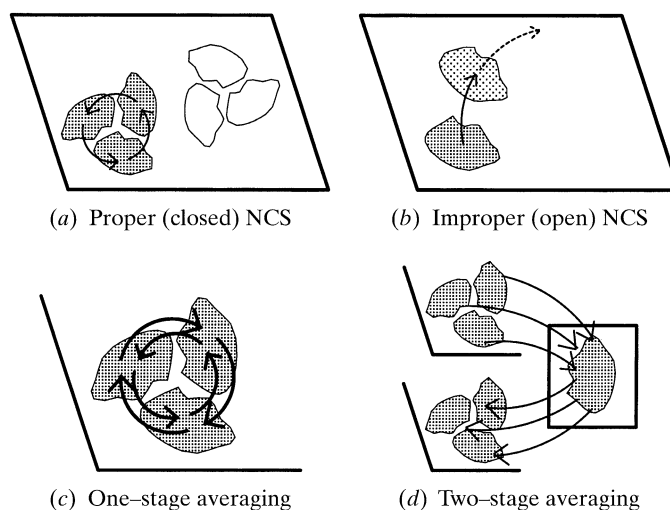 (a) Proper (closed) NCS
(b) Improper (open) NCS
(c) One–stage averaging
(d) Two–stage averaging